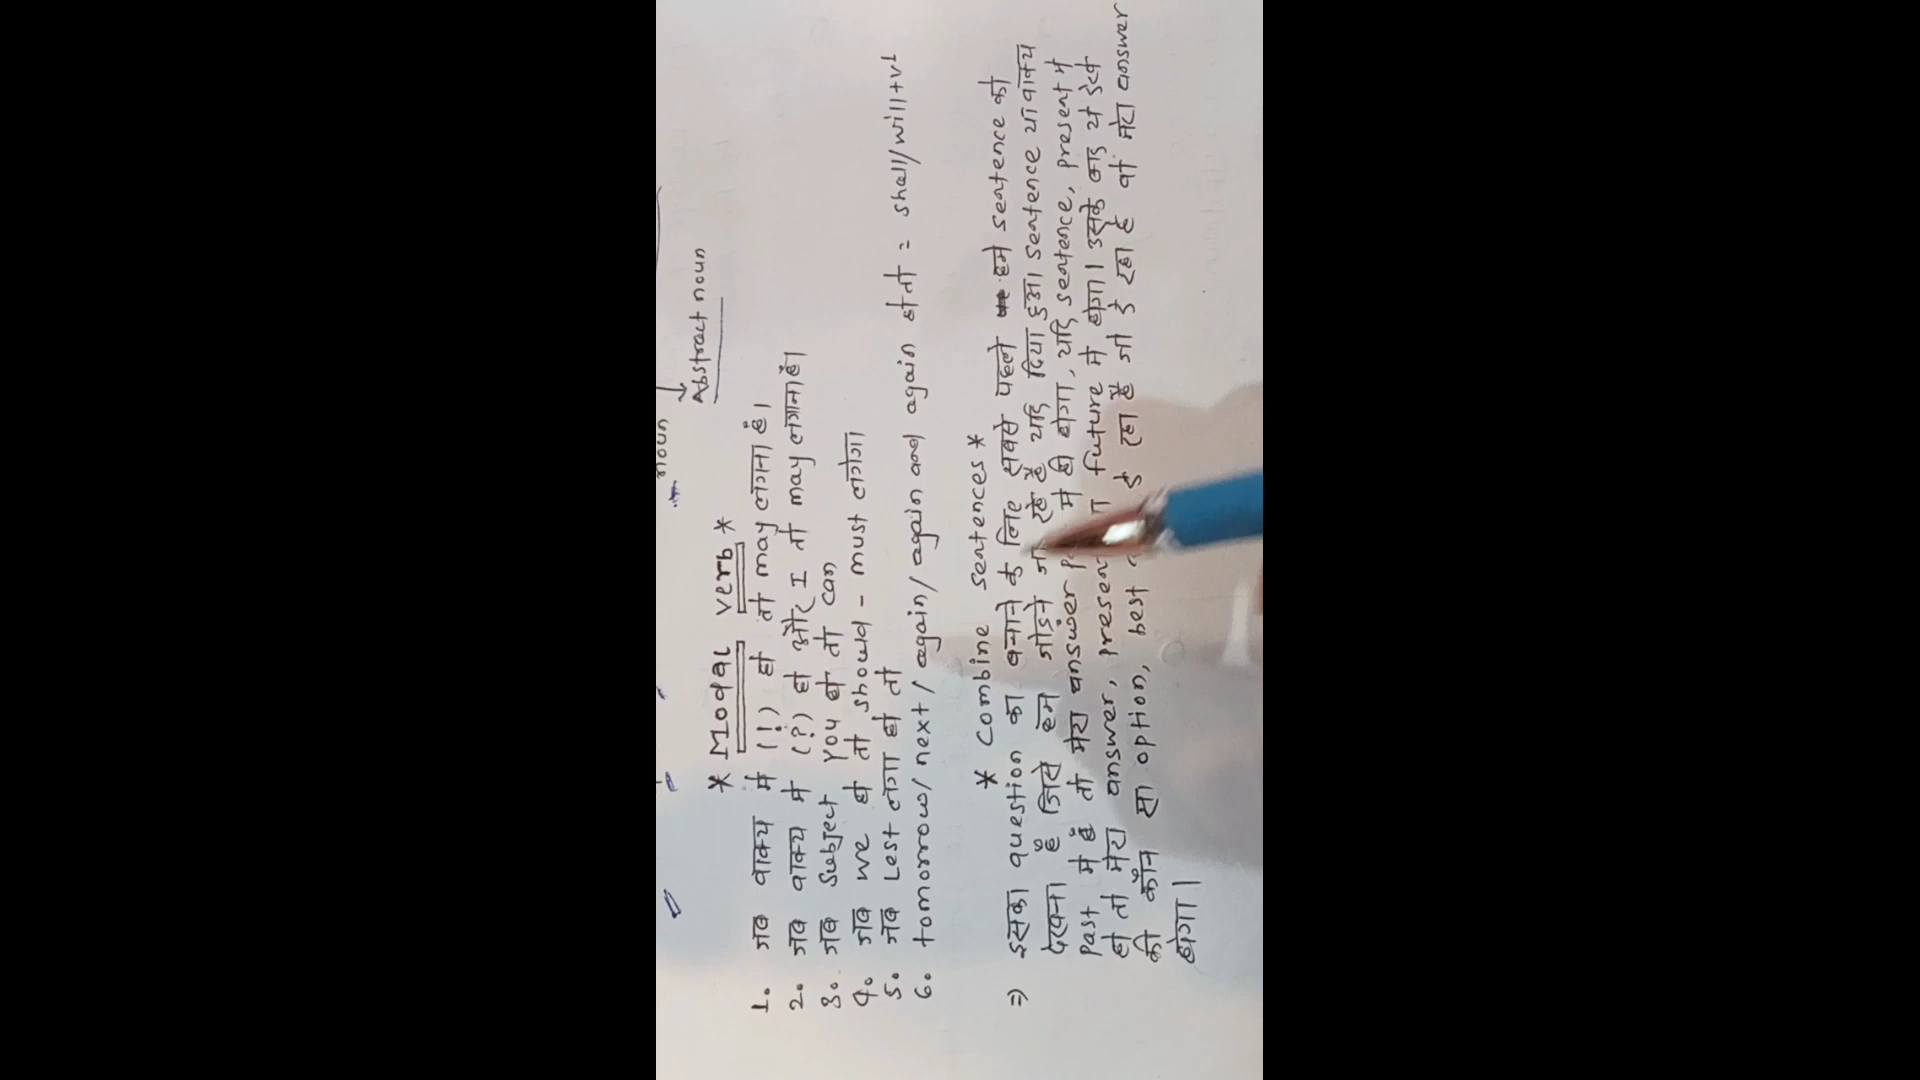 noun
Abstract noun
* Modal verb *
1. जब वाक्य में (!) हो तो may लगना है।
2. जब वाक्य में (?) हो और I तो may लगाना है।
3. जब subject you हो तो can
4. जब we हो तो should - must लगेगा
5. जब Lest लगा हो तो
6. tomorrow/next/again/again and again हो तो = shall/will+v1
* Combine sentences *
⇒ इसका question को बनाने के लिए सबसे पहले हम sentence को
देखना है जिसे हम जोड़ने जा रहे हैं यदि दिया हुआ sentence या वाक्य
past में है तो मेरा answer में ही होगा, यदि sentence, present में
हो तो मेरा answer, present future में होगा। उसके बाद
की कौन सा option, best रहा है जो दे रहा है वो मेरा answer
होगा।